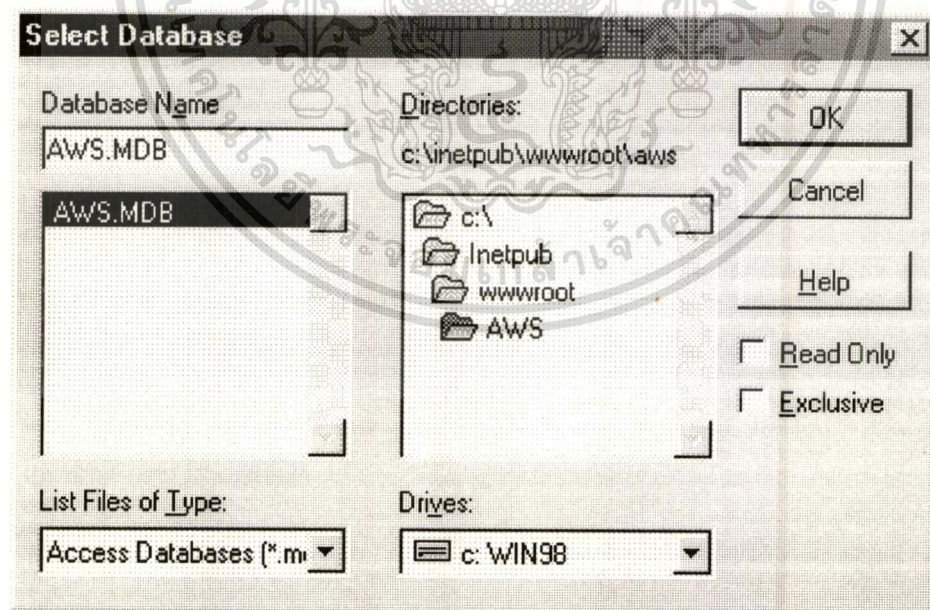 Select Database
Database Name
AWS.MDB
AWS.MDB
List Files of Type:
Access Databases (*.m
Directories:
c:\inetpub\wwwroot\aws
c:\
Inetpub
wwwroot
AWS
Drives:
c: WIN98
OK
Cancel
Help
Read Only
Exclusive